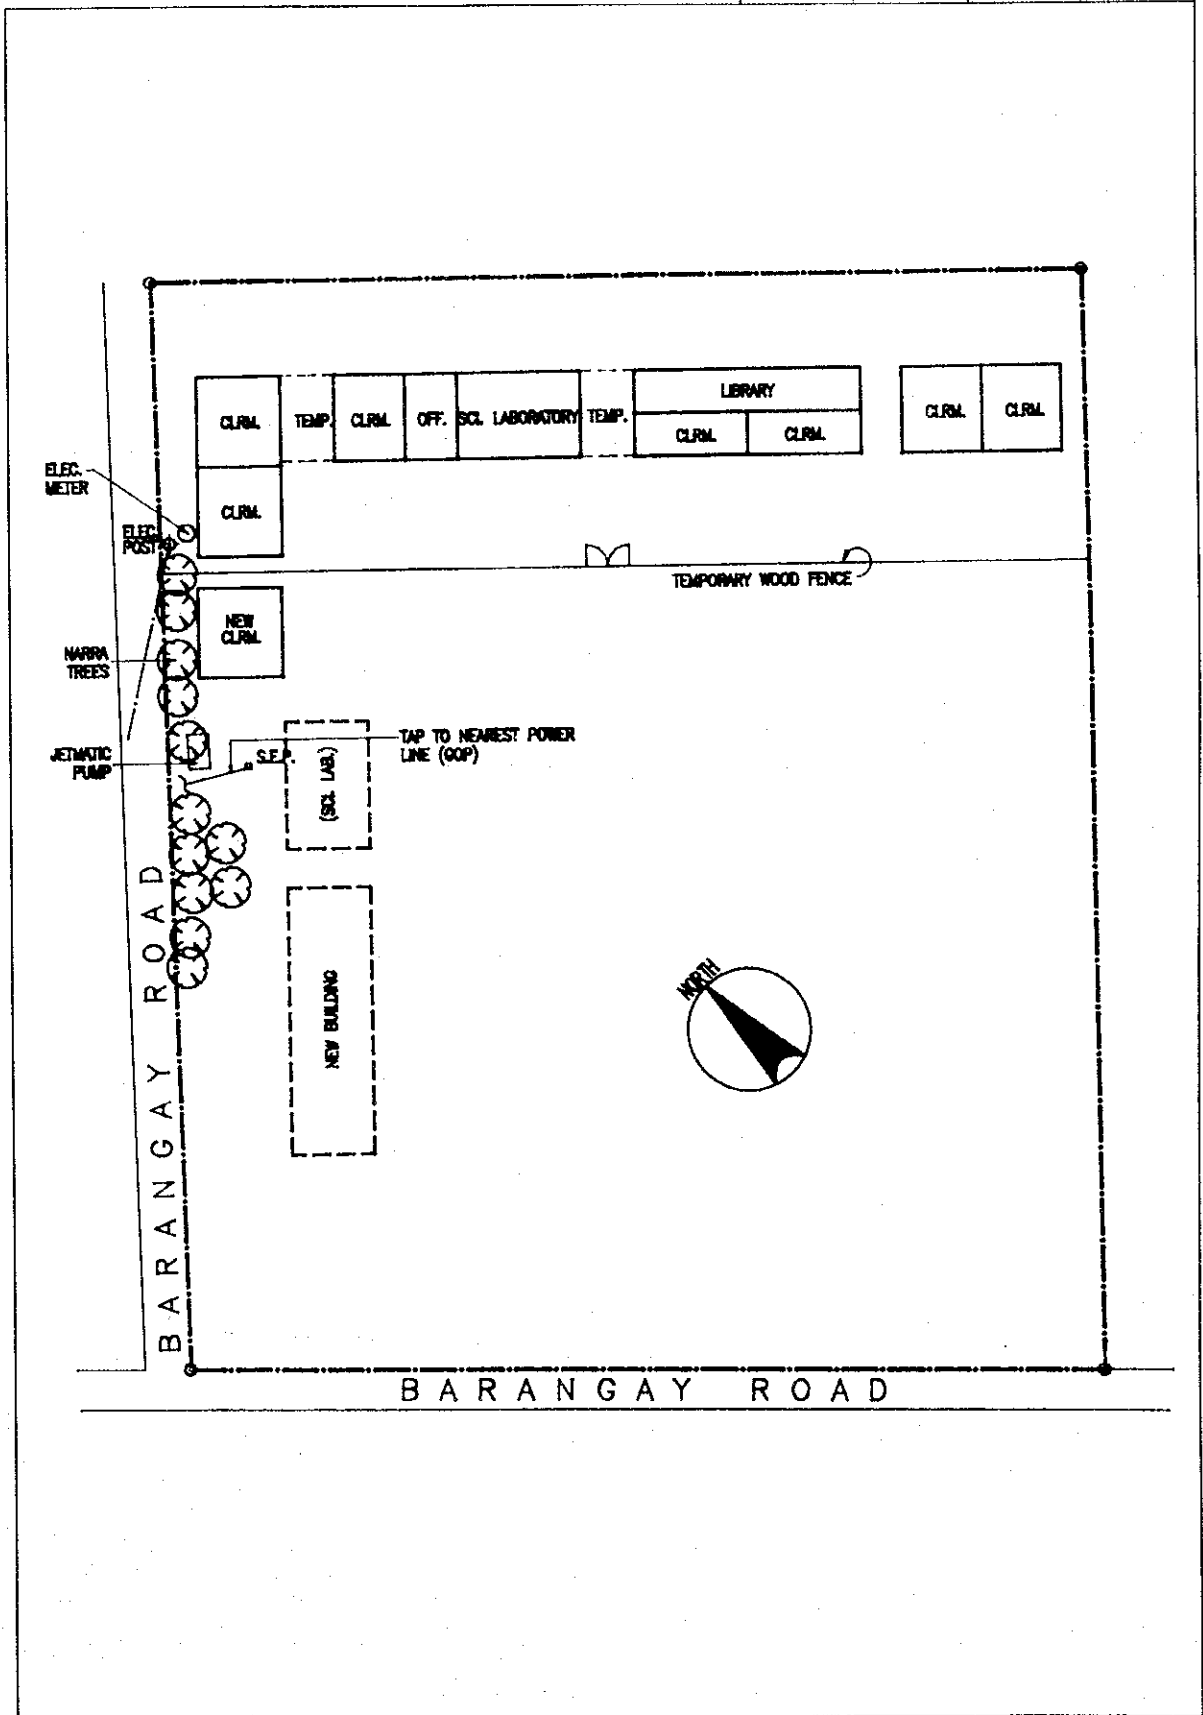 LIBRARY
CLRM.
TEMP.
CLRM.
OFF.
SCI. LABORATORY
TEMP.
CLRM.
CLRM.
CLRM.
CLRM.
ELEC.
METER
CLRM.
ELEC.
POST
TEMPORARY WOOD FENCE
NEW
CLRM.
NARRA
TREES
JETMATIC
PUMP
S.E.P.
TAP TO NEAREST POWER
LINE (GOP)
(SCI. LAB.)
NEW BUILDING
NORTH
BARANGAY ROAD
BARANGAY ROAD